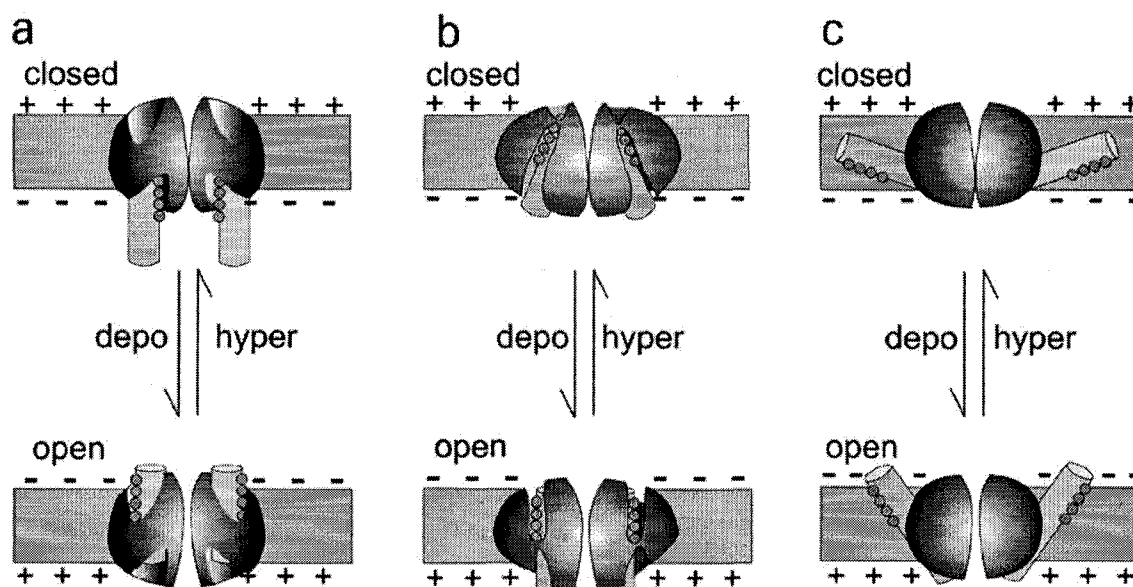 a b c
closed closed closed
+ + + + + + + + + + + + + + + + + +
- - - - - - - - - - - -
depo hyper depo hyper depo hyper
open open open
- - - - - - - - - - - - - - - -
+ + + + + + + + + + + + + + + + + +